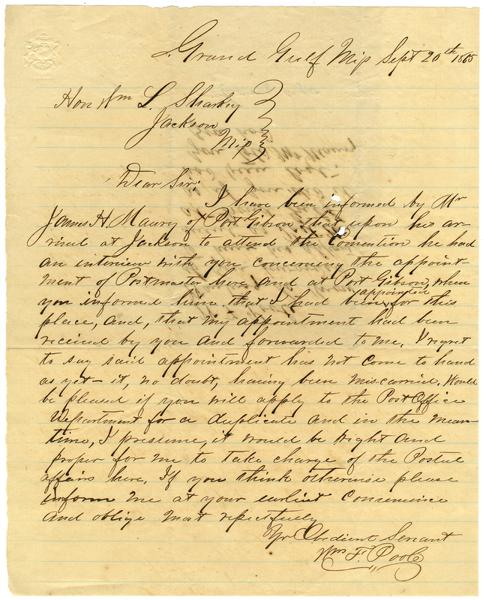 Grand Gulf Miſs Sept 20th 1865
Hon Wm L. Sharkey
Jackson
Miſs
Dear Sir;
I have been informed by Mr
James H. Maury of Port Gibson that upon his ar-
rival at Jackson to attend the Convention he had
an interview with you concerning the appoint-
ment of Postmaster here and at Port Gibson, when
you informed him that I had been appointed for this
place, and, that my appointment had been
received by you and forwarded to me. I regret
to say said appointment has not come to hand
as yet – it, no doubt, having been miscarried. Would
be pleased if you will apply to the Post Office
Department for a duplicate and in the mean-
time, I presume, it would be right and
proper for me to take charge of the Postal
affairs here. If you think otherwise please
inform me at your earliest Convenience
and oblige most respectfully
Yr Obedient Servant
Wm F. Poole